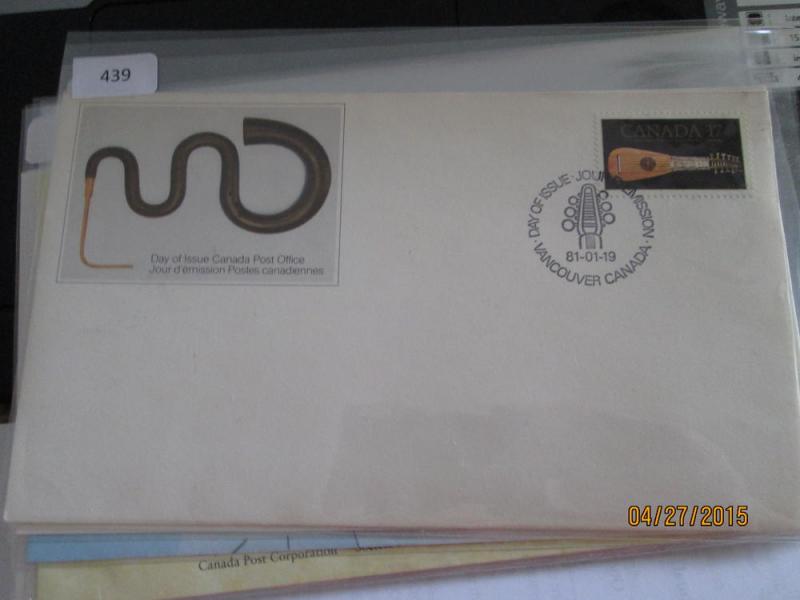 439
CANADA 17
Day of Issue Canada Post Office
Jour d'émission Postes canadiennes
DAY OF ISSUE · JOUR D'ÉMISSION
81-01-19
· VANCOUVER CANADA ·
04/27/2015
Canada Post Corporation